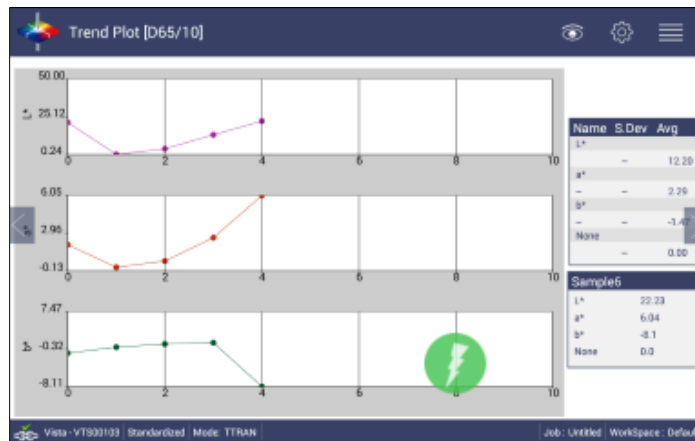 Trend Plot [D65/10]
50.00
L*
25.12
0.24
0 2 4 6 8 10
6.05
a*
2.95
-0.13
0 2 4 6 8 10
7.47
b*
-0.32
-8.11
0 2 4 6 8 10
Name S.Dev Avg
L*
– 12.20
a*
– – 2.29
b*
– – -1.47
None
– 0.00
Sample6
L* 22.23
a* 6.04
b* -8.1
None 0.0
Vista - VTS00103 Standardized Mode: TTRAN Job : Untitled WorkSpace : Defaul